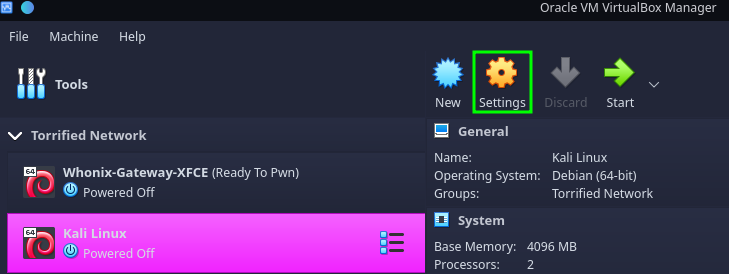 Oracle VM VirtualBox Manager
File Machine Help
Tools
New Settings Discard Start
Torrified Network
64
Whonix-Gateway-XFCE (Ready To Pwn)
Powered Off
64
Kali Linux
Powered Off
General
Name: Kali Linux
Operating System: Debian (64-bit)
Groups: Torrified Network
System
Base Memory: 4096 MB
Processors: 2